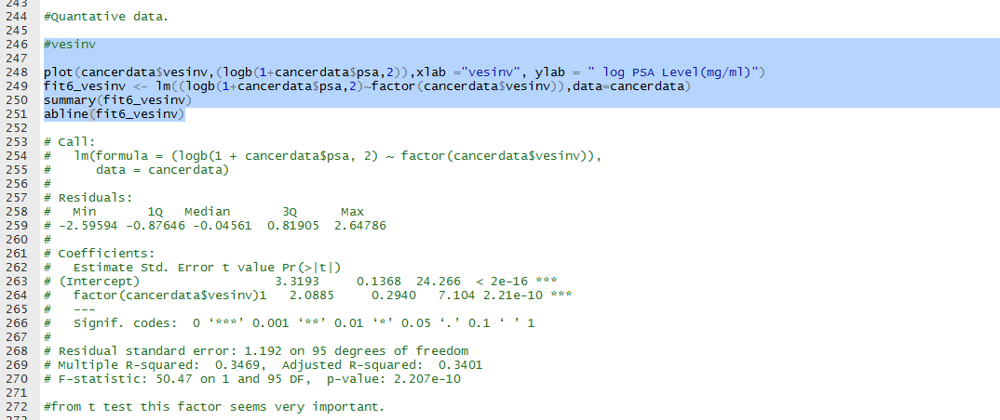 243
244 #Quantative data.
245
246 #vesinv
247
248 plot(cancerdata$vesinv,(logb(1+cancerdata$psa,2)),xlab ="vesinv", ylab = " log PSA Level(mg/ml)")
249 fit6_vesinv <- lm((logb(1+cancerdata$psa,2)~factor(cancerdata$vesinv)),data=cancerdata)
250 summary(fit6_vesinv)
251 abline(fit6_vesinv)
252
253 # Call:
254 #   lm(formula = (logb(1 + cancerdata$psa, 2) ~ factor(cancerdata$vesinv)),
255 #      data = cancerdata)
256 #
257 # Residuals:
258 #   Min       1Q   Median       3Q      Max
259 # -2.59594 -0.87646 -0.04561  0.81905  2.64786
260 #
261 # Coefficients:
262 #   Estimate Std. Error t value Pr(>|t|)
263 # (Intercept)                  3.3193     0.1368  24.266  < 2e-16 ***
264 #   factor(cancerdata$vesinv)1   2.0885     0.2940   7.104 2.21e-10 ***
265 #   ---
266 #   Signif. codes:  0 ‘***’ 0.001 ‘**’ 0.01 ‘*’ 0.05 ‘.’ 0.1 ‘ ’ 1
267 #
268 # Residual standard error: 1.192 on 95 degrees of freedom
269 # Multiple R-squared:  0.3469,  Adjusted R-squared:  0.3401
270 # F-statistic: 50.47 on 1 and 95 DF,  p-value: 2.207e-10
271
272 #from t test this factor seems very important.
273